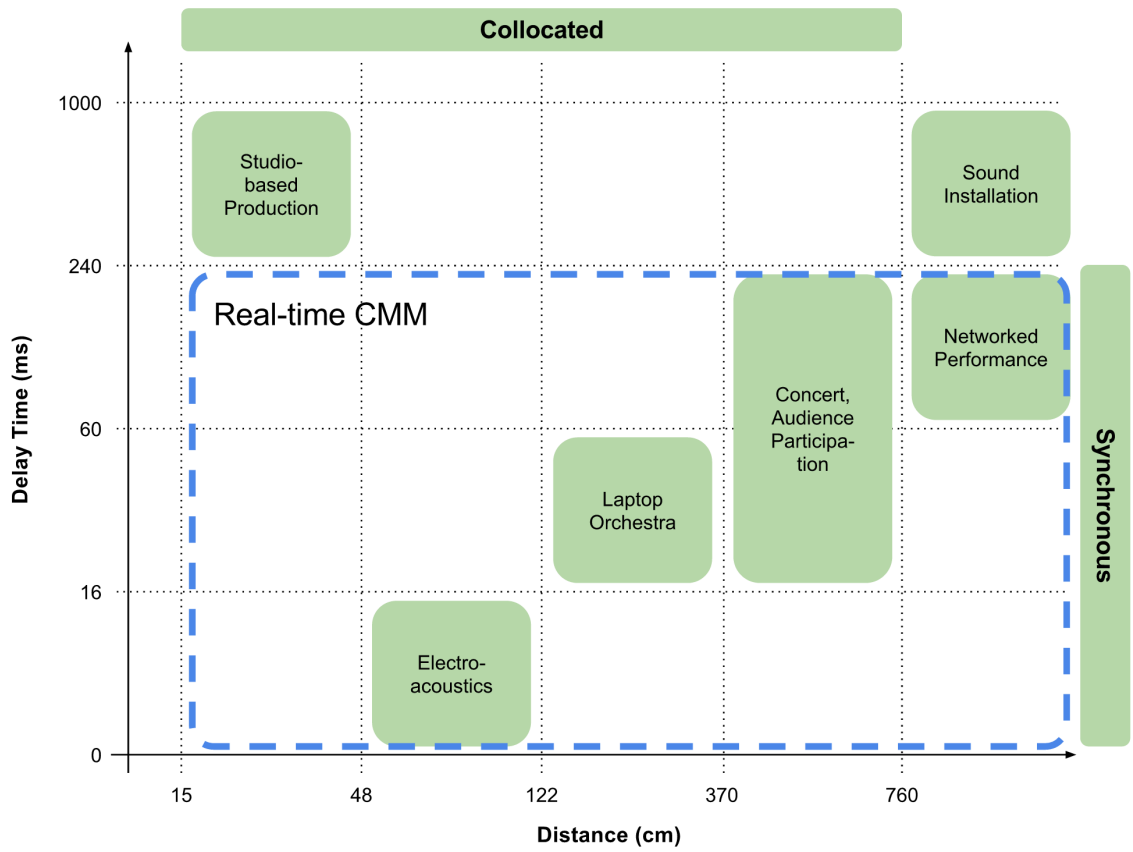 Collocated
1000
Studio-
based
Production
Sound
Installation
240
Real-time CMM
Networked
Performance
Concert,
Audience
Participa-
tion
Delay Time (ms)
60
Synchronous
Laptop
Orchestra
16
Electro-
acoustics
0
15
48
122
370
760
Distance (cm)